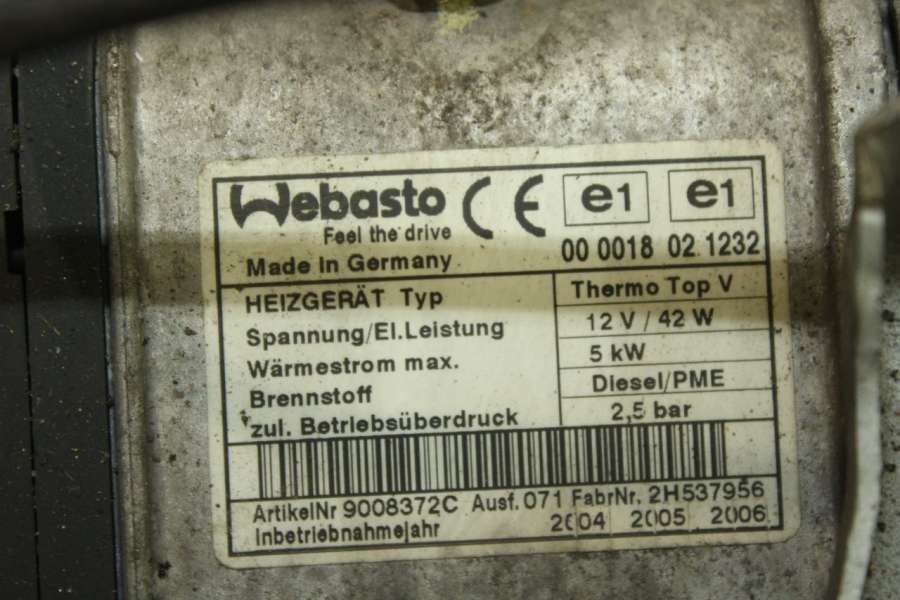 Webasto CE e1 e1
Feel the drive
00 0018 02 1232
Made in Germany
HEIZGERÄT Typ Thermo Top V
Spannung/El.Leistung 12 V / 42 W
Wärmestrom max. 5 kW
Brennstoff Diesel/PME
zul. Betriebsüberdruck 2,5 bar
ArtikelNr 9008372C Ausf. 071 FabrNr. 2H537956
Inbetriebnahmejahr 2004 2005 2006